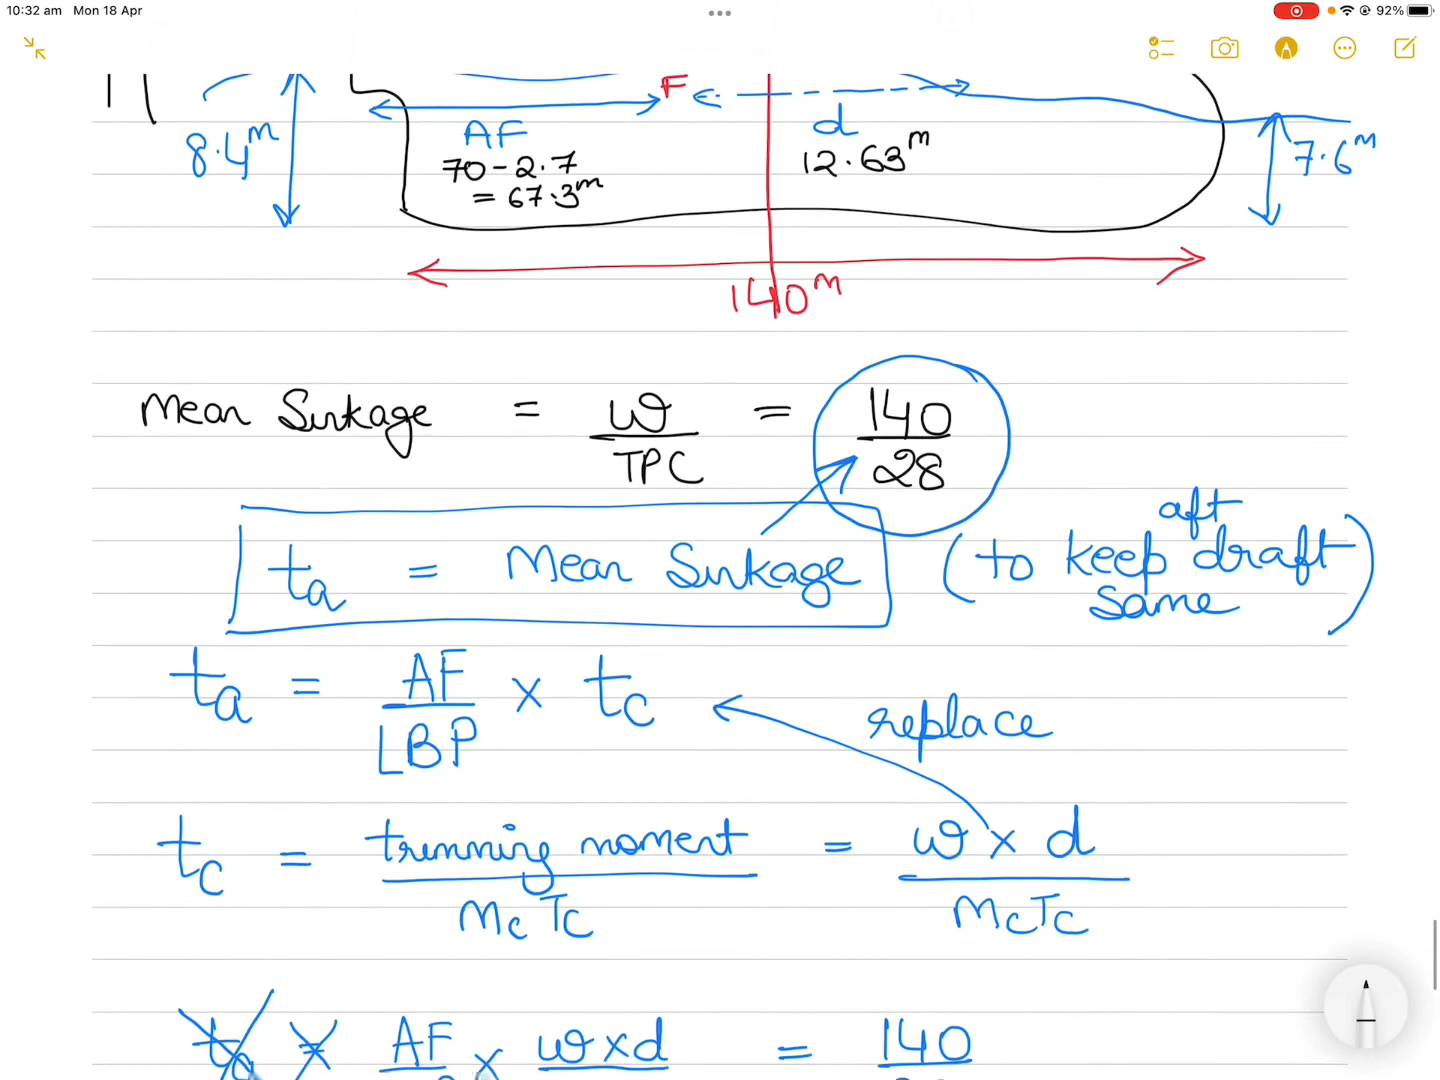 10:32 am Mon 18 Apr
92%
F
AF
d
8.4m
70-2.7
= 67.3m
12.63m
7.6m
140m
Mean Sinkage = w/TPC = 140/28
ta = Mean Sinkage (to keep aft draft same)
ta = AF/LBP × tc
replace
tc = trimming moment/McTc = w × d/McTc
ta = AF × w×d = 140